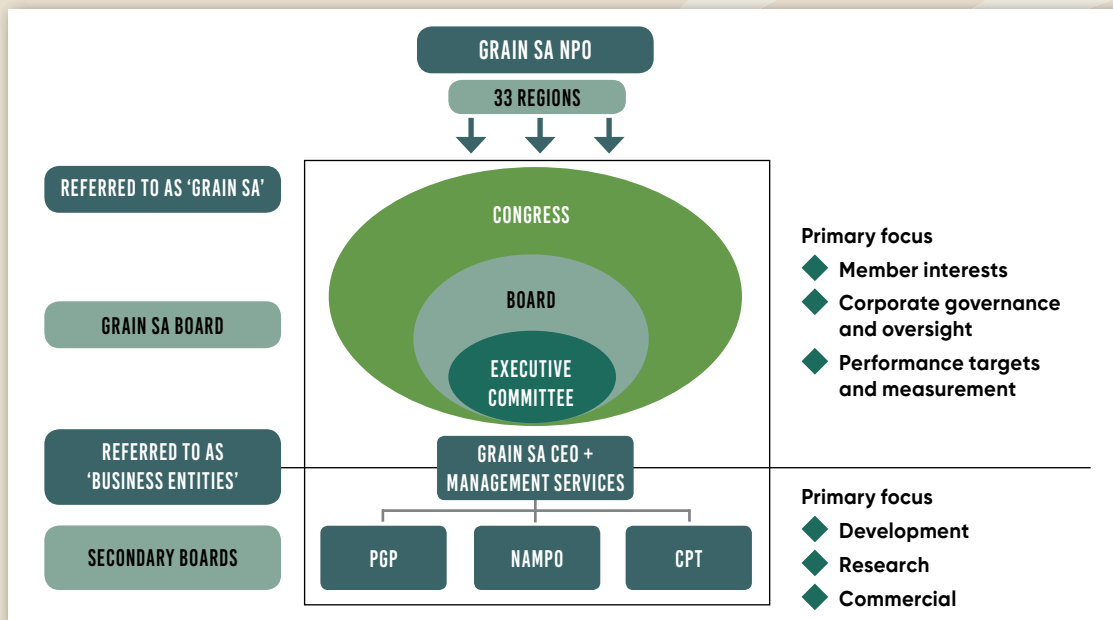 GRAIN SA NPO
33 REGIONS
REFERRED TO AS ‘GRAIN SA’
GRAIN SA BOARD
REFERRED TO AS
‘BUSINESS ENTITIES’
SECONDARY BOARDS
CONGRESS
BOARD
EXECUTIVE
COMMITTEE
GRAIN SA CEO +
MANAGEMENT SERVICES
PGP
NAMPO
CPT
Primary focus
Member interests
Corporate governance
and oversight
Performance targets
and measurement
Primary focus
Development
Research
Commercial